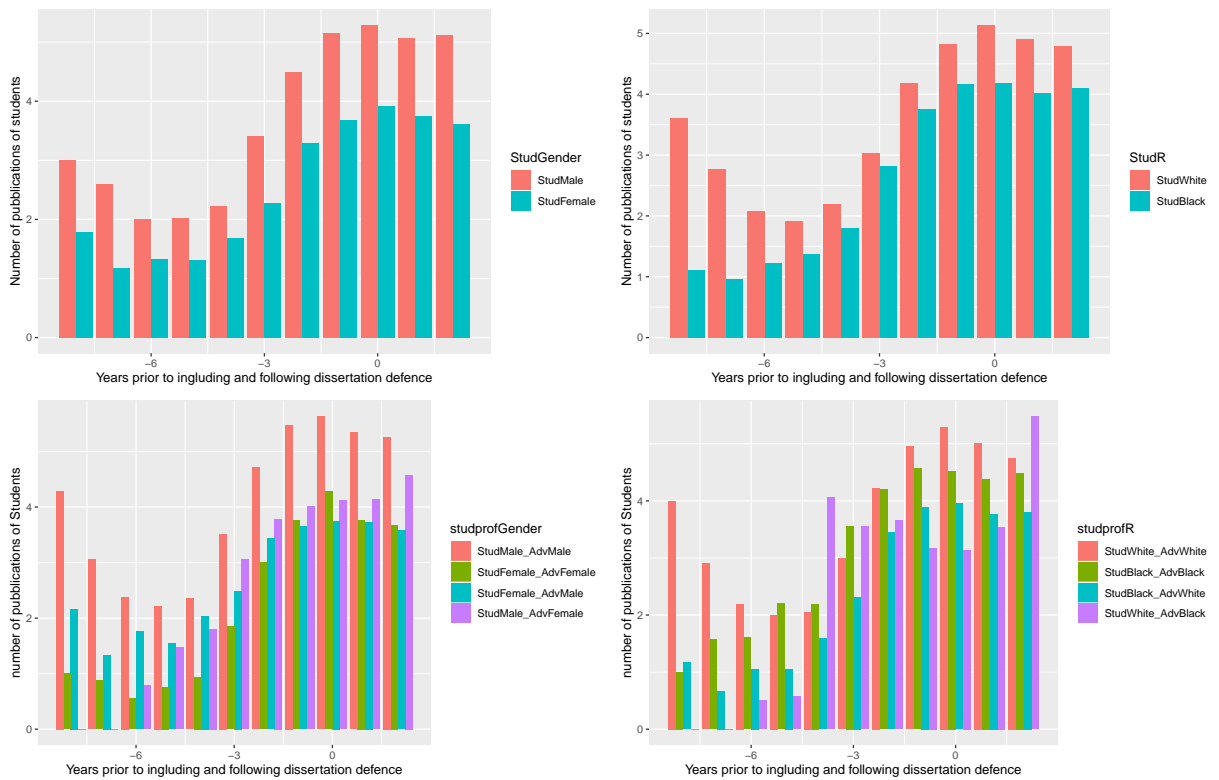 Number of pubblications of students
4
2
0
−6
−3
0
Years prior to ingluding and following dissertation defence
StudGender
StudMale
StudFemale
Number of pubblications of students
5
4
3
2
1
0
−6
−3
0
Years prior to ingluding and following dissertation defence
StudR
StudWhite
StudBlack
number of pubblications of Students
4
2
0
−6
−3
0
Years prior to ingluding and following dissertation defence
studprofGender
StudMale_AdvMale
StudFemale_AdvFemale
StudFemale_AdvMale
StudMale_AdvFemale
number of pubblications of Students
4
2
0
−6
−3
0
Years prior to ingluding and following dissertation defence
studprofR
StudWhite_AdvWhite
StudBlack_AdvBlack
StudBlack_AdvWhite
StudWhite_AdvBlack